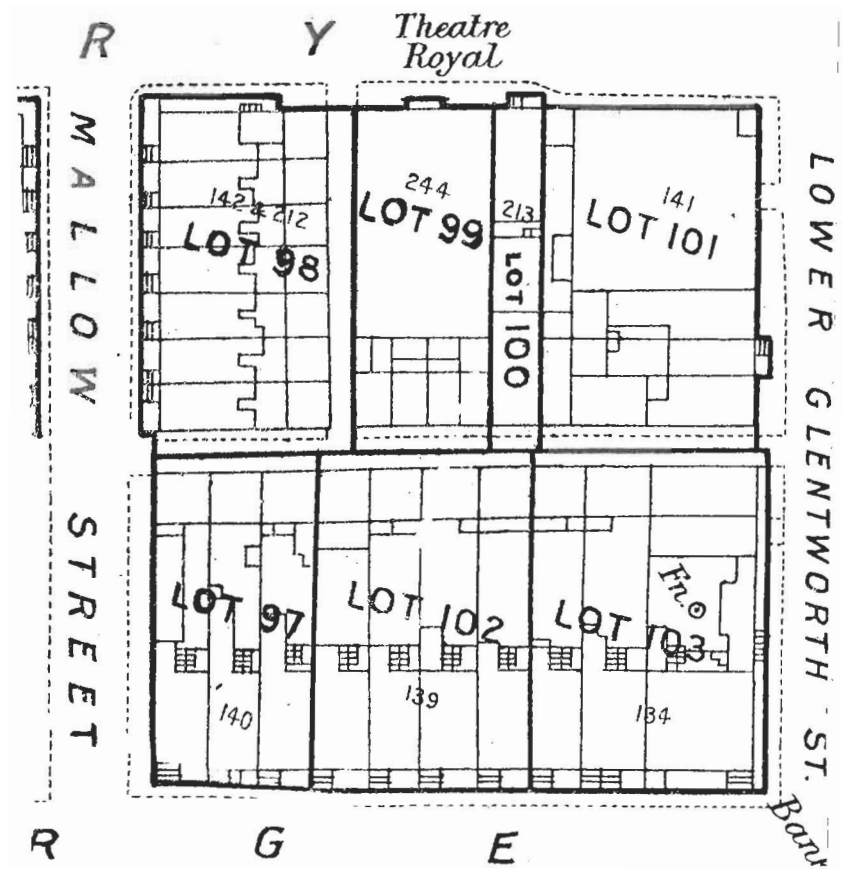 R Y
Theatre
Royal
MALLOW STREET
LOWER GLENTWORTH ST.
142 & 212
LOT 98
244
LOT 99
213
LOT 100
141
LOT 101
LOT 97
140
LOT 102
139
Fn.
LOT 103
134
R G E
Bank